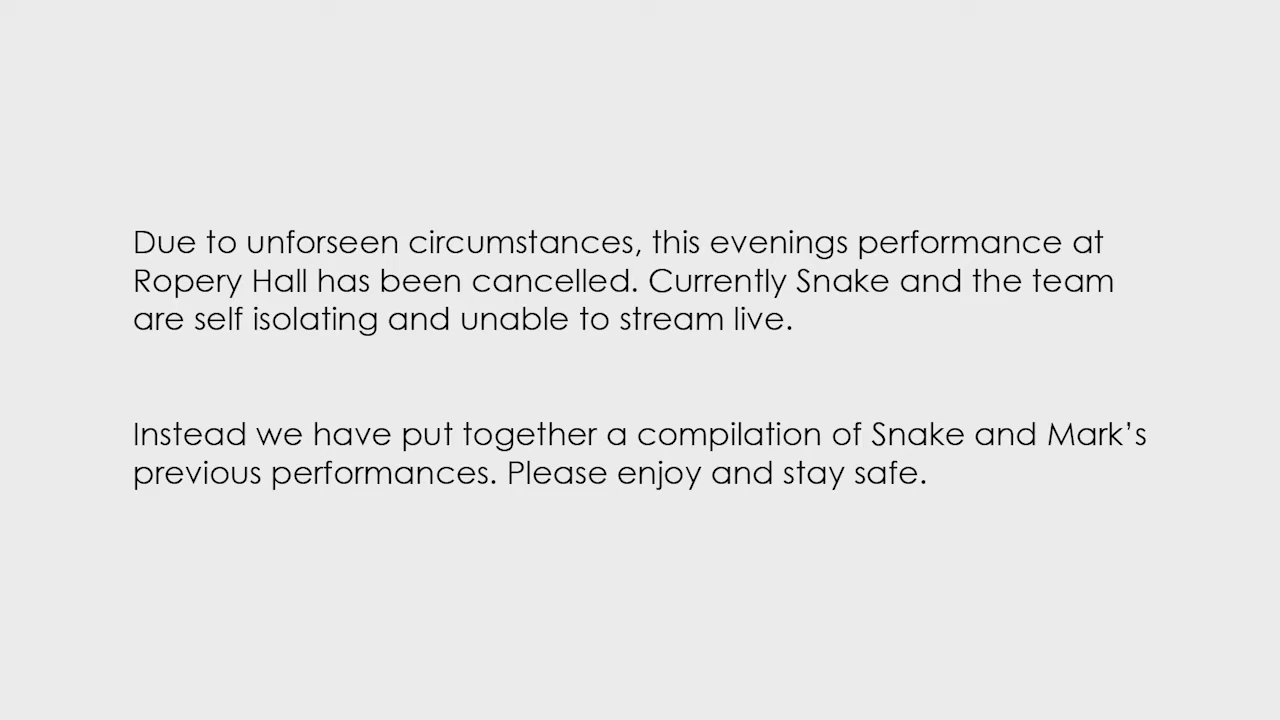 Due to unforseen circumstances, this evenings performance at
Ropery Hall has been cancelled. Currently Snake and the team
are self isolating and unable to stream live.
Instead we have put together a compilation of Snake and Mark’s
previous performances. Please enjoy and stay safe.